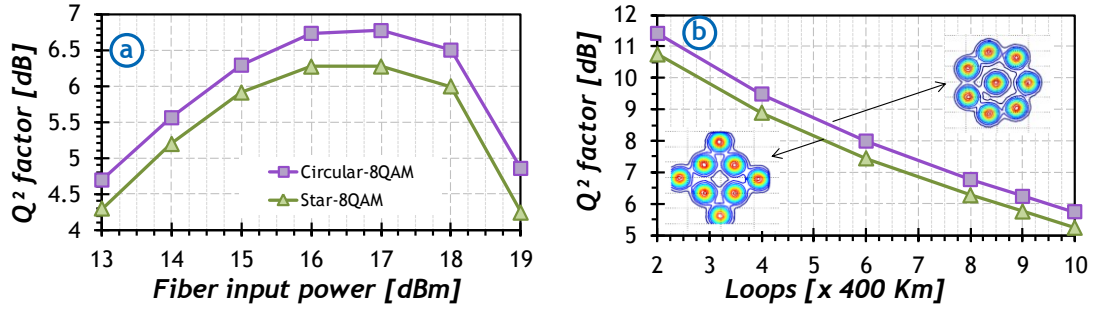 a
Q² factor [dB]
7
6.5
6
5.5
5
4.5
4
Circular-8QAM
Star-8QAM
13 14 15 16 17 18 19
Fiber input power [dBm]
b
Q² factor [dB]
12
11
10
9
8
7
6
5
2 3 4 5 6 7 8 9 10
Loops [x 400 Km]